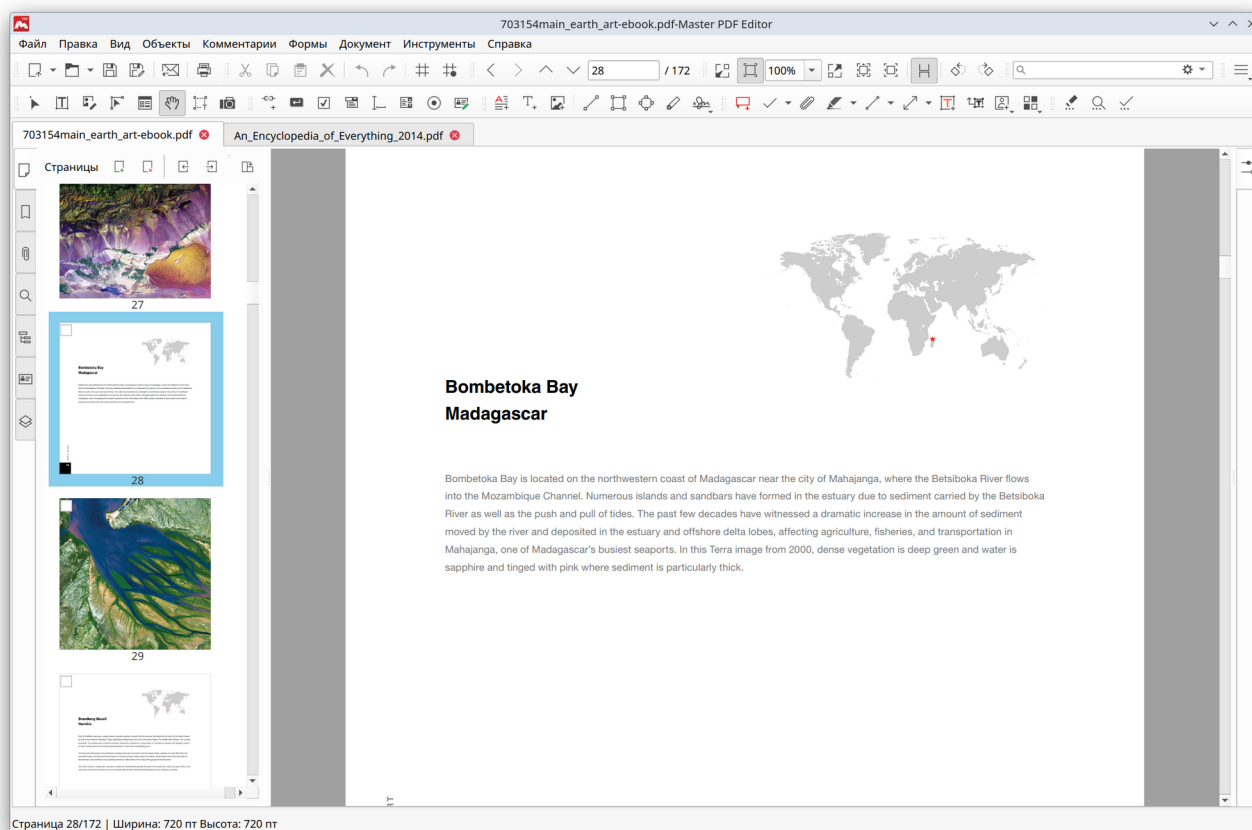 703154main_earth_art-ebook.pdf-Master PDF Editor
Файл Правка Вид Объекты Комментарии Формы Документ Инструменты Справка
28 / 172 100%
703154main_earth_art-ebook.pdf An_Encyclopedia_of_Everything_2014.pdf
Страницы
27
Bombetoka Bay
Madagascar
28
29
Brandberg Massif
Namibia
Bombetoka Bay
Madagascar
Bombetoka Bay is located on the northwestern coast of Madagascar near the city of Mahajanga, where the Betsiboka River flows
into the Mozambique Channel. Numerous islands and sandbars have formed in the estuary due to sediment carried by the Betsiboka
River as well as the push and pull of tides. The past few decades have witnessed a dramatic increase in the amount of sediment
moved by the river and deposited in the estuary and offshore delta lobes, affecting agriculture, fisheries, and transportation in
Mahajanga, one of Madagascar's busiest seaports. In this Terra image from 2000, dense vegetation is deep green and water is
sapphire and tinged with pink where sediment is particularly thick.
Страница 28/172 | Ширина: 720 пт Высота: 720 пт